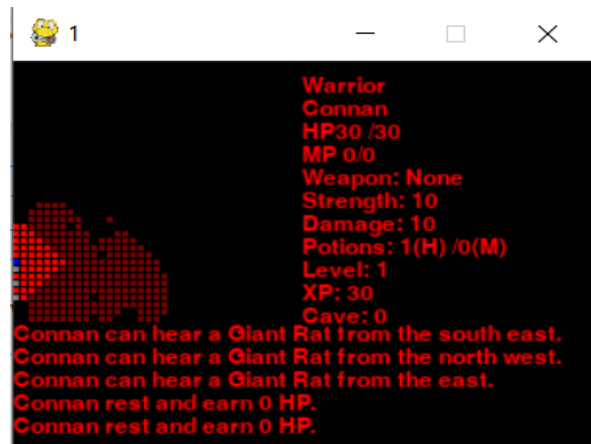 1
Warrior
Connan
HP30 /30
MP 0/0
Weapon: None
Strength: 10
Damage: 10
Potions: 1(H) /0(M)
Level: 1
XP: 30
Cave: 0
Connan can hear a Giant Rat from the south east.
Connan can hear a Giant Rat from the north west.
Connan can hear a Giant Rat from the east.
Connan rest and earn 0 HP.
Connan rest and earn 0 HP.